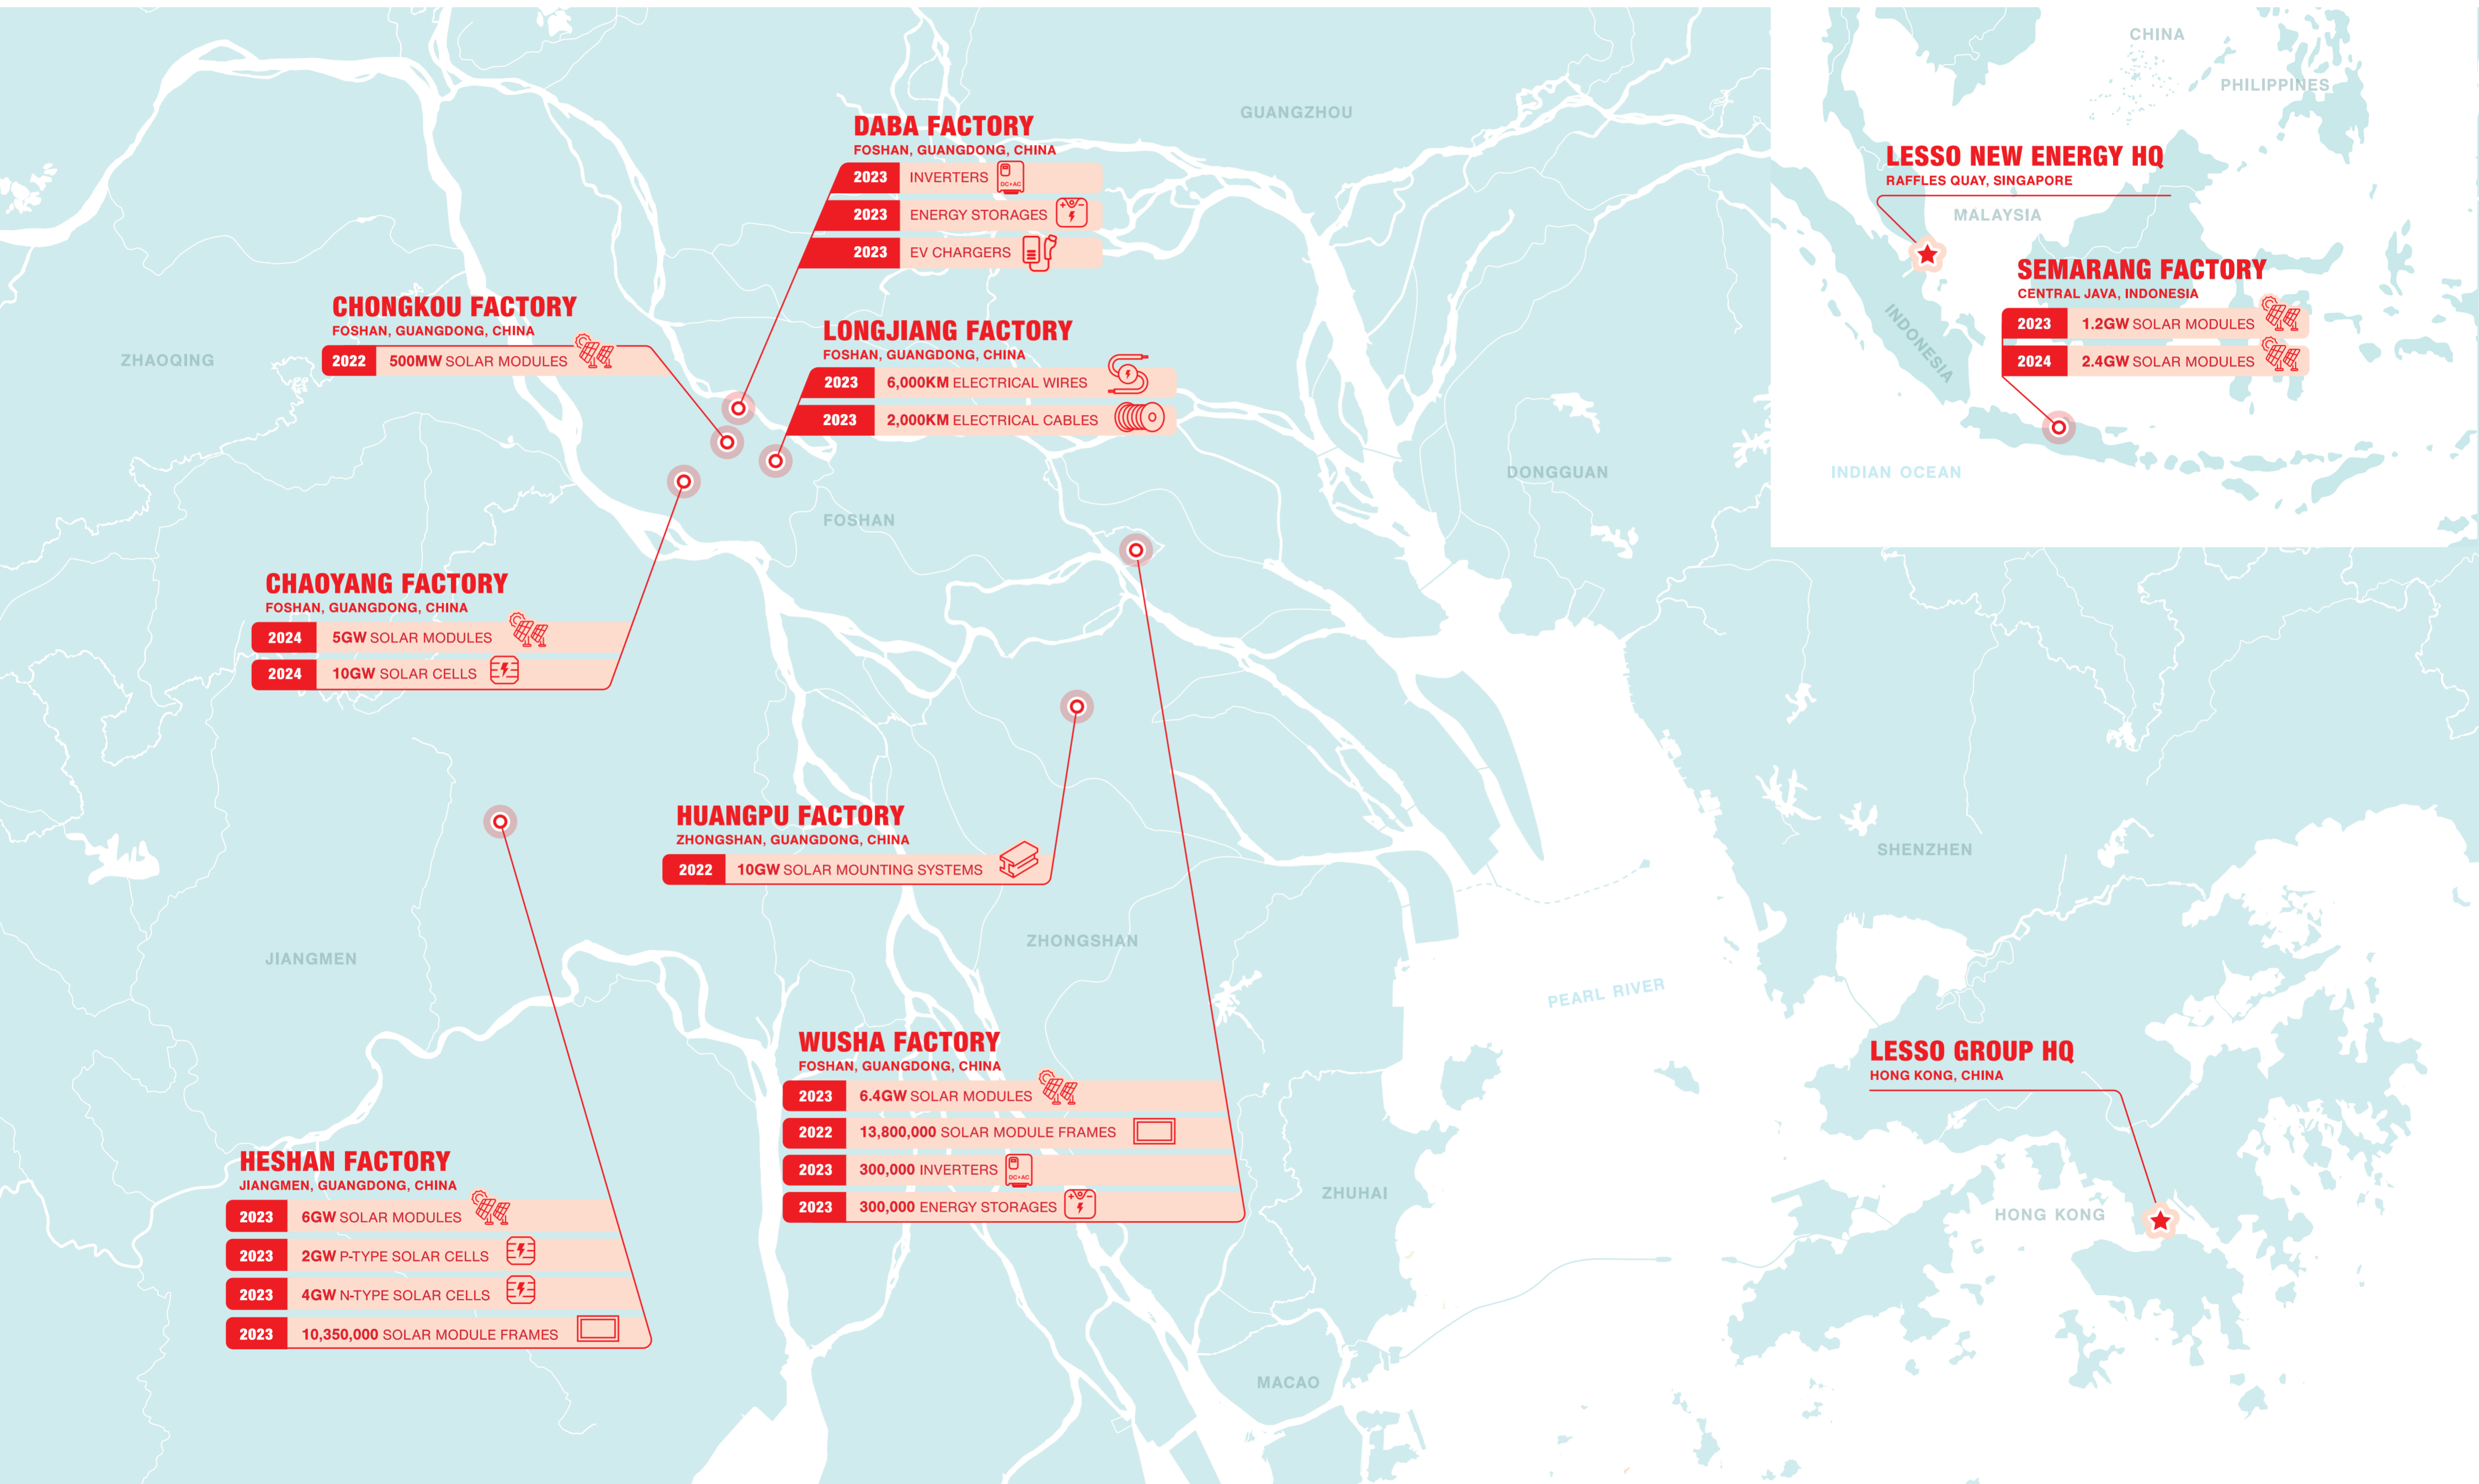 GUANGZHOU
DABA FACTORY
FOSHAN, GUANGDONG, CHINA
2023 INVERTERS DC+AC
2023 ENERGY STORAGES
2023 EV CHARGERS
CHONGKOU FACTORY
FOSHAN, GUANGDONG, CHINA
2022 500MW SOLAR MODULES
ZHAOQING
LONGJIANG FACTORY
FOSHAN, GUANGDONG, CHINA
2023 6,000KM ELECTRICAL WIRES
2023 2,000KM ELECTRICAL CABLES
DONGGUAN
FOSHAN
CHAOYANG FACTORY
FOSHAN, GUANGDONG, CHINA
2024 5GW SOLAR MODULES
2024 10GW SOLAR CELLS
HUANGPU FACTORY
ZHONGSHAN, GUANGDONG, CHINA
2022 10GW SOLAR MOUNTING SYSTEMS
ZHONGSHAN
JIANGMEN
WUSHA FACTORY
FOSHAN, GUANGDONG, CHINA
2023 6.4GW SOLAR MODULES
2022 13,800,000 SOLAR MODULE FRAMES
2023 300,000 INVERTERS DC+AC
2023 300,000 ENERGY STORAGES
HESHAN FACTORY
JIANGMEN, GUANGDONG, CHINA
2023 6GW SOLAR MODULES
2023 2GW P-TYPE SOLAR CELLS
2023 4GW N-TYPE SOLAR CELLS
2023 10,350,000 SOLAR MODULE FRAMES
ZHUHAI
MACAO
PEARL RIVER
CHINA
PHILIPPINES
LESSO NEW ENERGY HQ
RAFFLES QUAY, SINGAPORE
MALAYSIA
SEMARANG FACTORY
CENTRAL JAVA, INDONESIA
2023 1.2GW SOLAR MODULES
2024 2.4GW SOLAR MODULES
INDONESIA
INDIAN OCEAN
SHENZHEN
LESSO GROUP HQ
HONG KONG, CHINA
HONG KONG